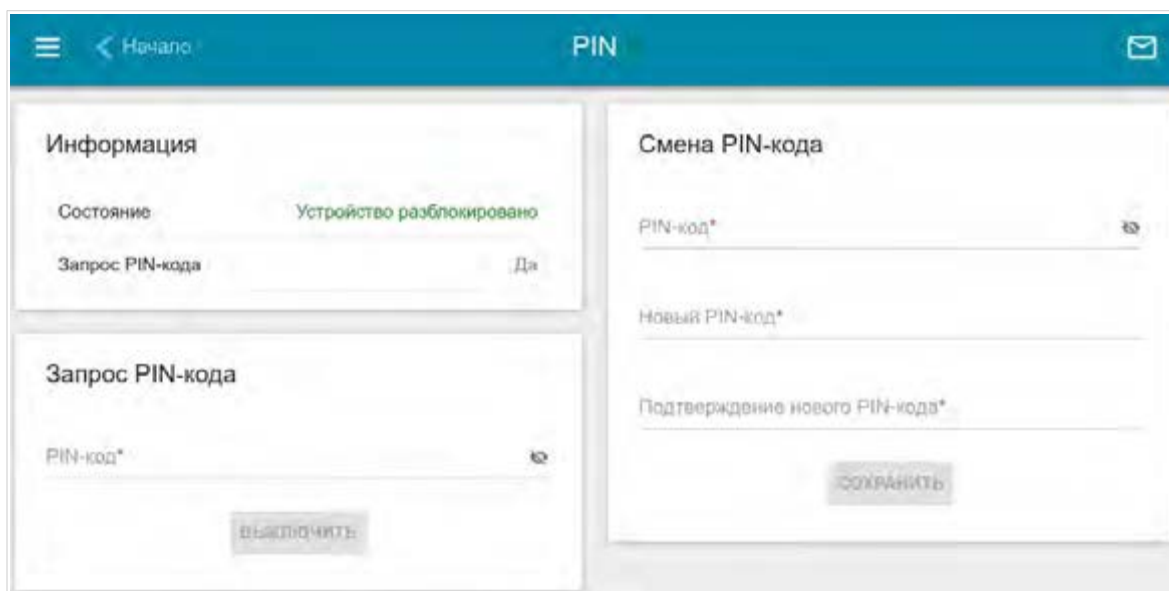 Начало
PIN
Информация
Состояние Устройство разблокировано
Запрос PIN-кода Да
Запрос PIN-кода
PIN-код*
ВЫКЛЮЧИТЬ
Смена PIN-кода
PIN-код*
Новый PIN-код*
Подтверждение нового PIN-кода*
СОХРАНИТЬ